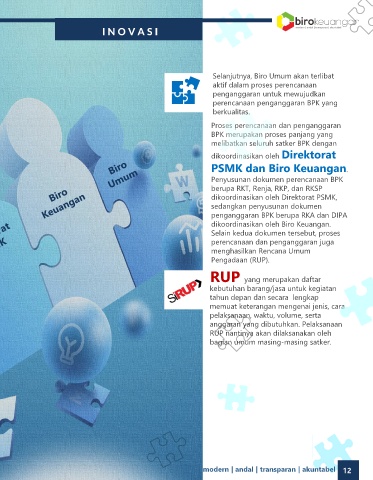 INOVASI
birokeuangan
Selanjutnya, Biro Umum akan terlibat
aktif dalam proses perencanaan
penganggaran untuk mewujudkan
perencanaan penganggaran BPK yang
berkualitas.
Proses perencanaan dan penganggaran
BPK merupakan proses panjang yang
melibatkan seluruh satker BPK dengan
dikoordinasikan oleh Direktorat
PSMK dan Biro Keuangan.
Penyusunan dokumen perencanaan BPK
berupa RKT, Renja, RKP, dan RKSP
dikoordinasikan oleh Direktorat PSMK,
sedangkan penyusunan dokumen
penganggaran BPK berupa RKA dan DIPA
dikoordinasikan oleh Biro Keuangan.
Selain kedua dokumen tersebut, proses
perencanaan dan penganggaran juga
menghasilkan Rencana Umum
Pengadaan (RUP).
RUP yang merupakan daftar
kebutuhan barang/jasa untuk kegiatan
tahun depan dan secara lengkap
memuat keterangan mengenai jenis, cara
pelaksanaan, waktu, volume, serta
anggaran yang dibutuhkan. Pelaksanaan
RUP nantinya akan dilaksanakan oleh
bagian umum masing-masing satker.
Biro
Umum
Biro
Keuangan
at
K
SiRUP
modern | andal | transparan | akuntabel 12